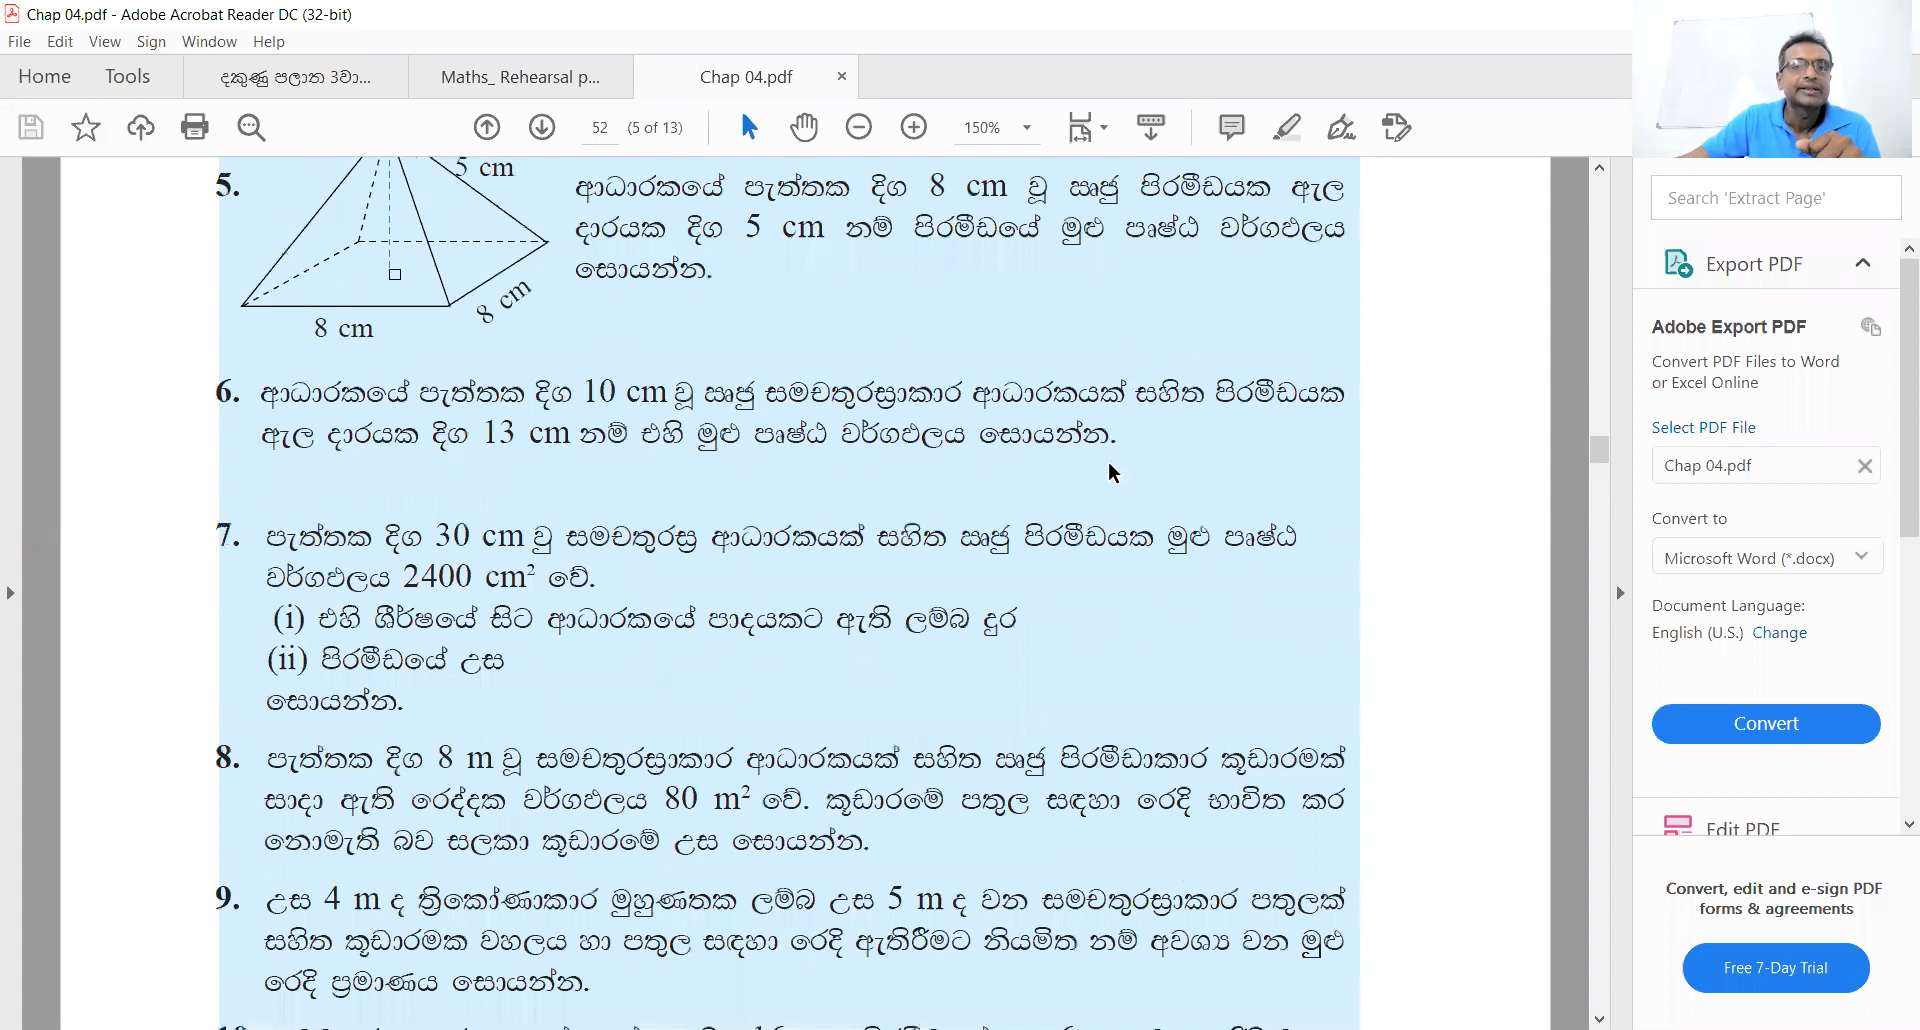 Chap 04.pdf - Adobe Acrobat Reader DC (32-bit)
File Edit View Sign Window Help
Home Tools දකුණු පලාත 3වා... Maths_ Rehearsal p... Chap 04.pdf ×
52 (5 of 13) 150%
5 cm
8 cm
8 cm
5. ආධාරකයේ පැත්තක දිග 8 cm වූ ඍජු පිරමීඩයක ඇල
දාරයක දිග 5 cm නම් පිරමීඩයේ මුළු පෘෂ්ඨ වර්ගඵලය
සොයන්න.
6. ආධාරකයේ පැත්තක දිග 10 cm වූ ඍජු සමචතුරස්‍රාකාර ආධාරකයක් සහිත පිරමීඩයක
ඇල දාරයක දිග 13 cm නම් එහි මුළු පෘෂ්ඨ වර්ගඵලය සොයන්න.
7. පැත්තක දිග 30 cm වු සමචතුරස්‍ර ආධාරකයක් සහිත ඍජු පිරමීඩයක මුළු පෘෂ්ඨ
වර්ගඵලය 2400 cm² වේ.
(i) එහි ශීර්ෂයේ සිට ආධාරකයේ පාදයකට ඇති ලම්බ දුර
(ii) පිරමීඩයේ උස
සොයන්න.
8. පැත්තක දිග 8 m වූ සමචතුරස්‍රාකාර ආධාරකයක් සහිත ඍජු පිරමීඩාකාර කූඩාරමක්
සාදා ඇති රෙද්දක වර්ගඵලය 80 m² වේ. කූඩාරමේ පතුල සඳහා රෙදි භාවිත කර
නොමැති බව සලකා කූඩාරමේ උස සොයන්න.
9. උස 4 m ද ත්‍රිකෝණාකාර මුහුණතක ලම්බ උස 5 m ද වන සමචතුරස්‍රාකාර පතුලක්
සහිත කූඩාරමක වහලය හා පතුල සඳහා රෙදි ඇතිරීමට නියමිත නම් අවශ්‍ය වන මුළු
රෙදි ප්‍රමාණය සොයන්න.
Search 'Extract Page'
Export PDF
Adobe Export PDF
Convert PDF Files to Word
or Excel Online
Select PDF File
Chap 04.pdf
Convert to
Microsoft Word (*.docx)
Document Language:
English (U.S.) Change
Convert
Edit PDF
Convert, edit and e-sign PDF
forms & agreements
Free 7-Day Trial